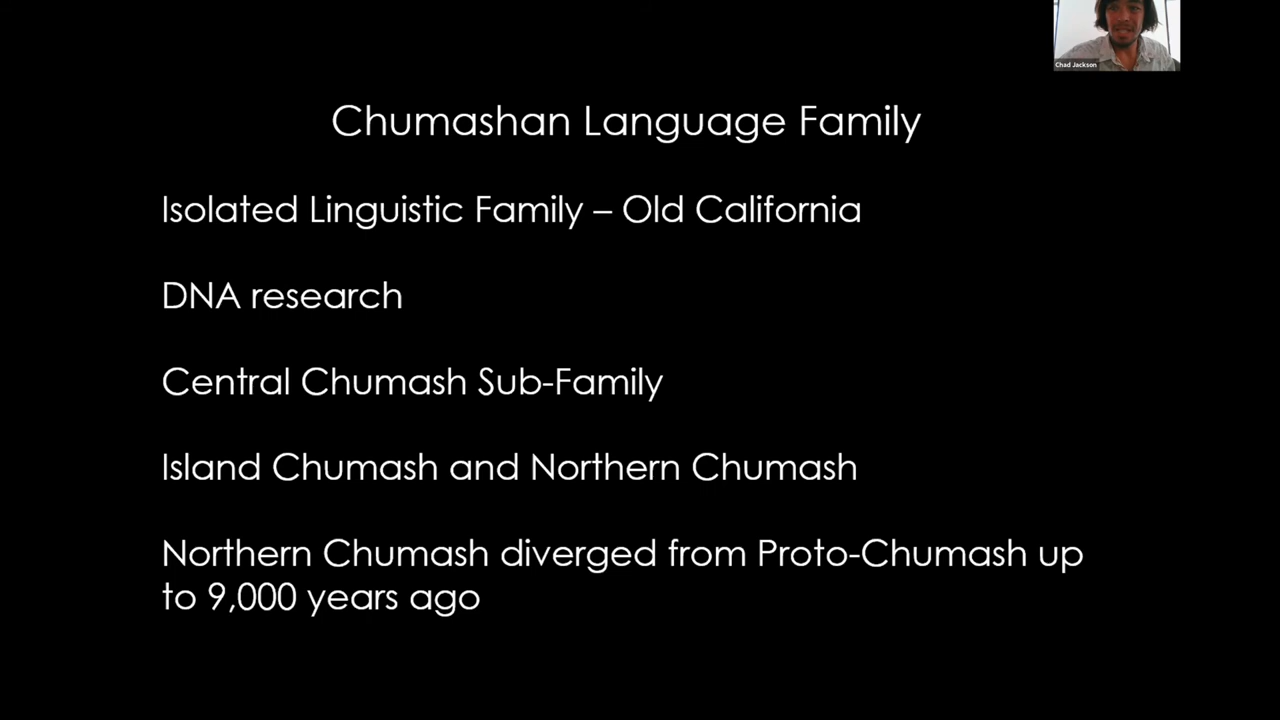 Chad Jackson
Chumashan Language Family
Isolated Linguistic Family – Old California
DNA research
Central Chumash Sub-Family
Island Chumash and Northern Chumash
Northern Chumash diverged from Proto-Chumash up
to 9,000 years ago